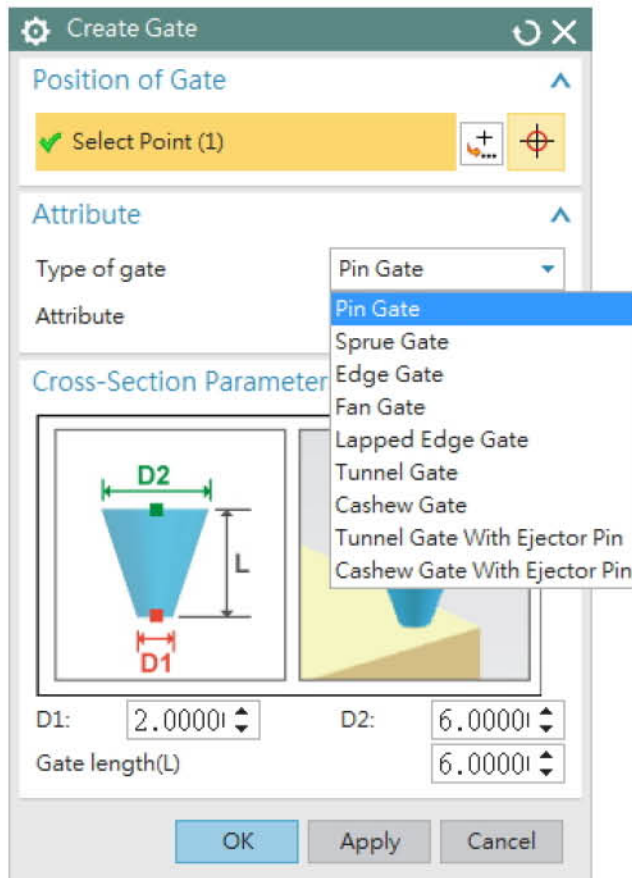 Create Gate
Position of Gate
Select Point (1)
Attribute
Type of gate
Pin Gate
Attribute
Pin Gate
Sprue Gate
Edge Gate
Fan Gate
Lapped Edge Gate
Tunnel Gate
Cashew Gate
Tunnel Gate With Ejector Pin
Cashew Gate With Ejector Pin
Cross-Section Parameter
D2
L
D1
D1: 2.0000 D2: 6.0000
Gate length(L) 6.0000
OK Apply Cancel